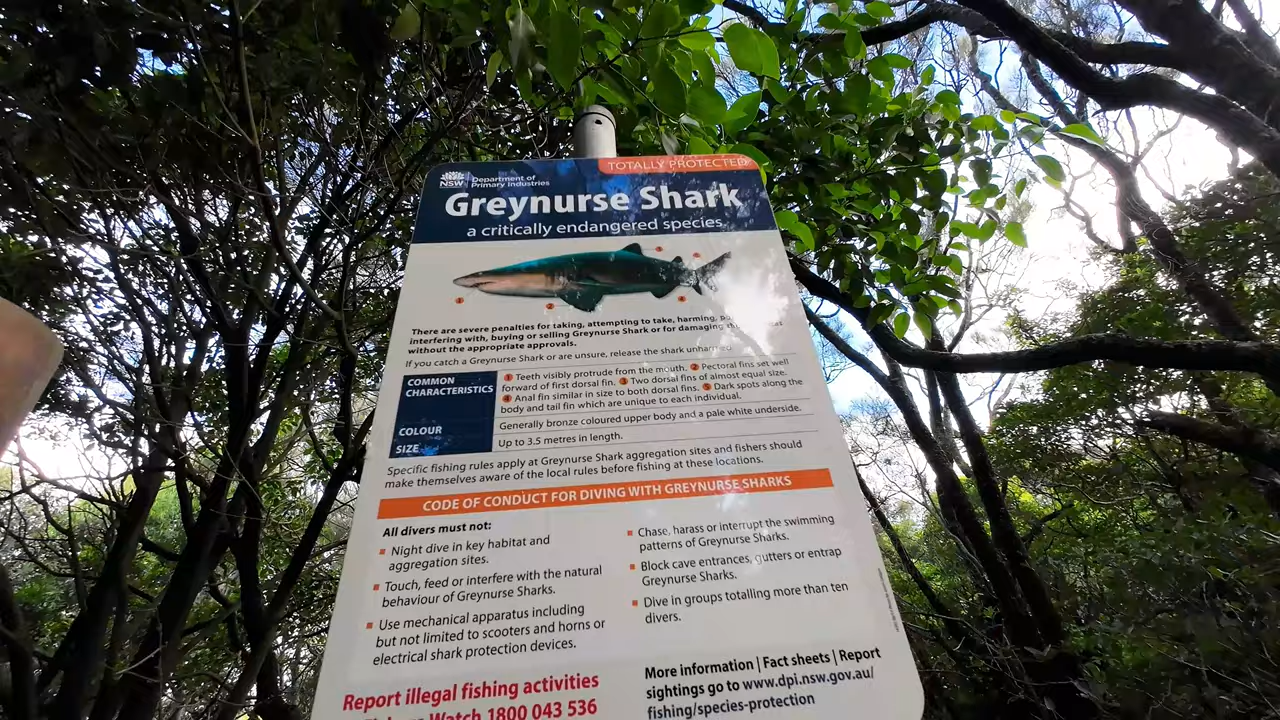 TOTALLY PROTECTED
NSW
Department of
Primary Industries
Greynurse Shark
a critically endangered species
There are severe penalties for taking, attempting to take, harming,
interfering with, buying or selling Greynurse Shark or for damaging
without the appropriate approvals.
If you catch a Greynurse Shark or are unsure, release the shark unharmed.
COMMON
CHARACTERISTICS
1 Teeth visibly protrude from the mouth. 2 Pectoral fins set well
forward of first dorsal fin. 3 Two dorsal fins of almost equal size.
4 Anal fin similar in size to both dorsal fins. 5 Dark spots along the
body and tail fin which are unique to each individual.
COLOUR
Generally bronze coloured upper body and a pale white underside.
SIZE
Up to 3.5 metres in length.
Specific fishing rules apply at Greynurse Shark aggregation sites and fishers should
make themselves aware of the local rules before fishing at these locations.
CODE OF CONDUCT FOR DIVING WITH GREYNURSE SHARKS
All divers must not:
Night dive in key habitat and
aggregation sites.
Touch, feed or interfere with the natural
behaviour of Greynurse Sharks.
Use mechanical apparatus including
but not limited to scooters and horns or
electrical shark protection devices.
Chase, harass or interrupt the swimming
patterns of Greynurse Sharks.
Block cave entrances, gutters or entrap
Greynurse Sharks.
Dive in groups totalling more than ten
divers.
Report illegal fishing activities
Watch 1800 043 536
More information | Fact sheets | Report
sightings go to www.dpi.nsw.gov.au/
fishing/species-protection